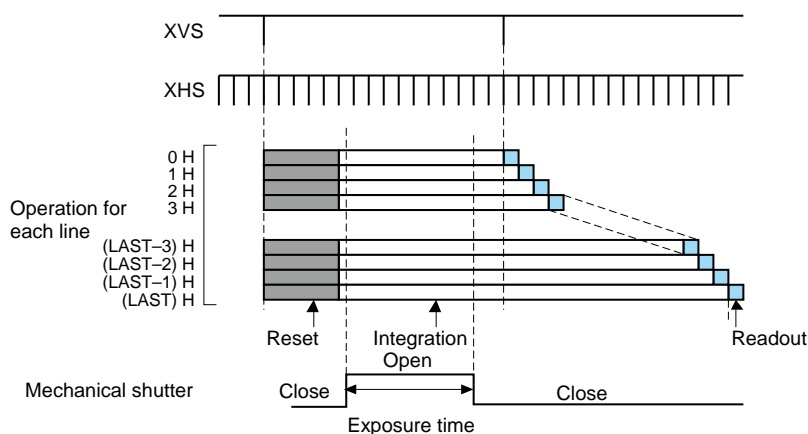 XVS
XHS
0 H
1 H
2 H
3 H
Operation for
each line
(LAST–3) H
(LAST–2) H
(LAST–1) H
(LAST) H
Reset
Integration
Readout
Open
Mechanical shutter
Close
Close
Exposure time